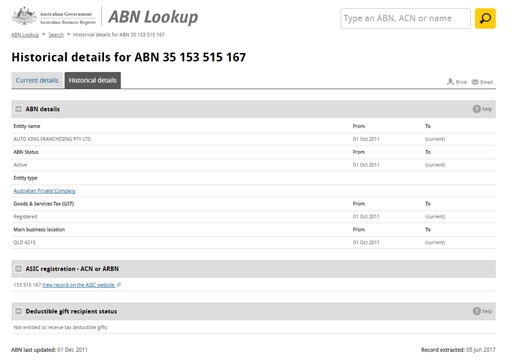 Australian Government
Australian Business Register
ABN Lookup
Type an ABN, ACN or name
ABN Lookup > Search > Historical details for ABN 35 153 515 167
Historical details for ABN 35 153 515 167
Current details Historical details
Print Email
ABN details help
Entity name From To
AUTO KING FRANCHISING PTY LTD 01 Oct 2011 (current)
ABN Status From To
Active 01 Oct 2011 (current)
Entity type
Australian Private Company
Goods & Services Tax (GST) From To
Registered 01 Oct 2011 (current)
Main business location From To
QLD 4215 01 Oct 2011 (current)
ASIC registration - ACN or ARBN
153 515 167 View record on the ASIC website
Deductible gift recipient status help
Not entitled to receive tax deductible gifts
ABN last updated: 01 Dec 2011 Record extracted: 05 Jun 2017